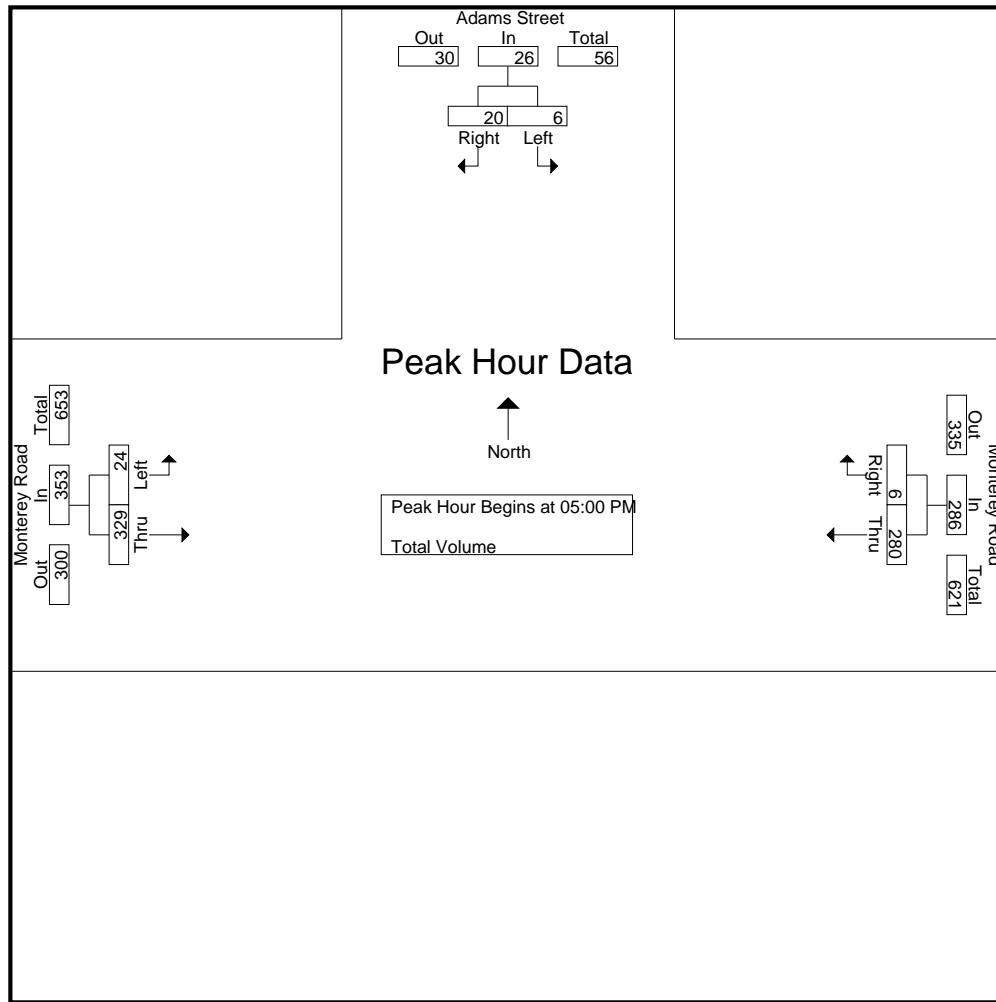 Adams Street
Out In Total
30 26 56
20 6
Right Left
Peak Hour Data
North
Peak Hour Begins at 05:00 PM
Total Volume
Monterey Road
Out In Total
300 353 653
329 24
Thru Left
Monterey Road
Out In Total
335 286 621
6 280
Right Thru